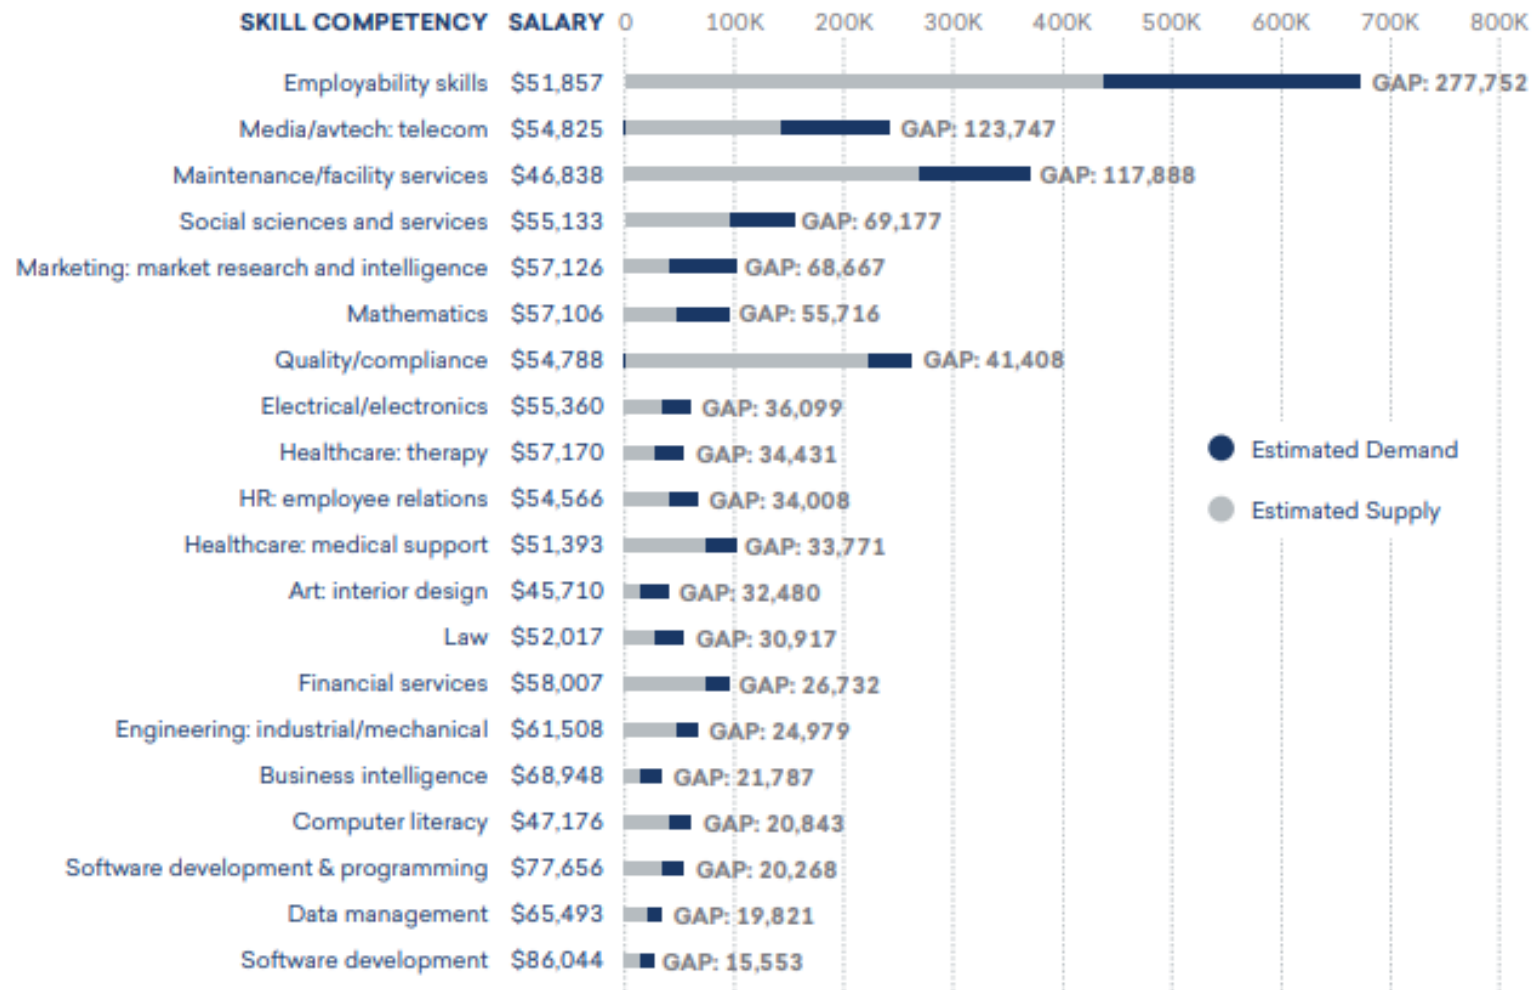 SKILL COMPETENCY SALARY 0 100K 200K 300K 400K 500K 600K 700K 800K
Employability skills $51,857 GAP: 277,752
Media/avtech: telecom $54,825 GAP: 123,747
Maintenance/facility services $46,838 GAP: 117,888
Social sciences and services $55,133 GAP: 69,177
Marketing: market research and intelligence $57,126 GAP: 68,667
Mathematics $57,106 GAP: 55,716
Quality/compliance $54,788 GAP: 41,408
Electrical/electronics $55,360 GAP: 36,099
Healthcare: therapy $57,170 GAP: 34,431
HR: employee relations $54,566 GAP: 34,008
Healthcare: medical support $51,393 GAP: 33,771
Art: interior design $45,710 GAP: 32,480
Law $52,017 GAP: 30,917
Financial services $58,007 GAP: 26,732
Engineering: industrial/mechanical $61,508 GAP: 24,979
Business intelligence $68,948 GAP: 21,787
Computer literacy $47,176 GAP: 20,843
Software development & programming $77,656 GAP: 20,268
Data management $65,493 GAP: 19,821
Software development $86,044 GAP: 15,553
Estimated Demand
Estimated Supply